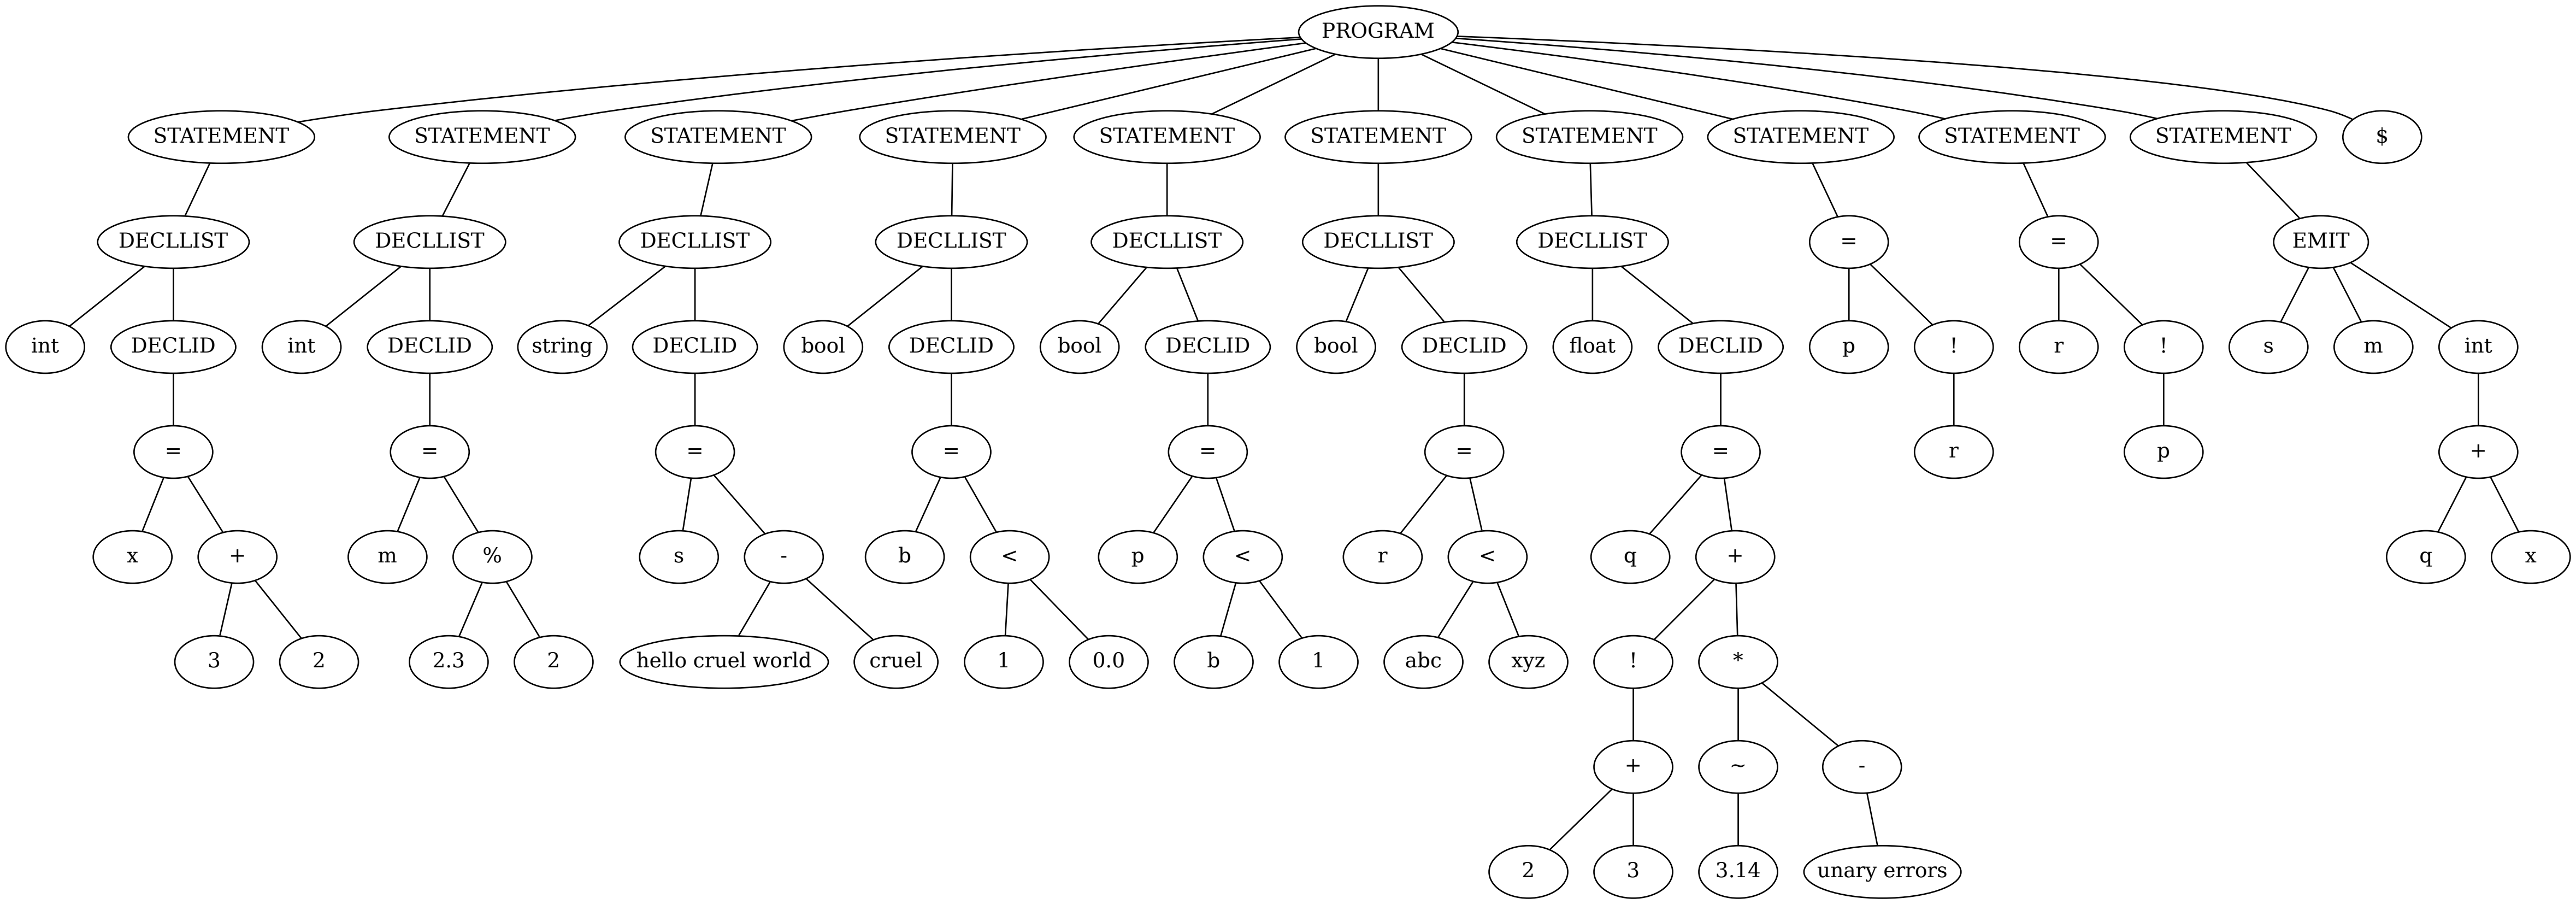 PROGRAM
STATEMENT STATEMENT STATEMENT STATEMENT STATEMENT STATEMENT STATEMENT STATEMENT STATEMENT STATEMENT $
DECLLIST DECLLIST DECLLIST DECLLIST DECLLIST DECLLIST DECLLIST = = EMIT
int DECLID int DECLID string DECLID bool DECLID bool DECLID bool DECLID float DECLID p ! r ! s m int
= = = = = = = r p +
x + m % s - b < p < r < q + q x
3 2 2.3 2 hello cruel world cruel 1 0.0 b 1 abc xyz ! *
+ ~ -
2 3 3.14 unary errors